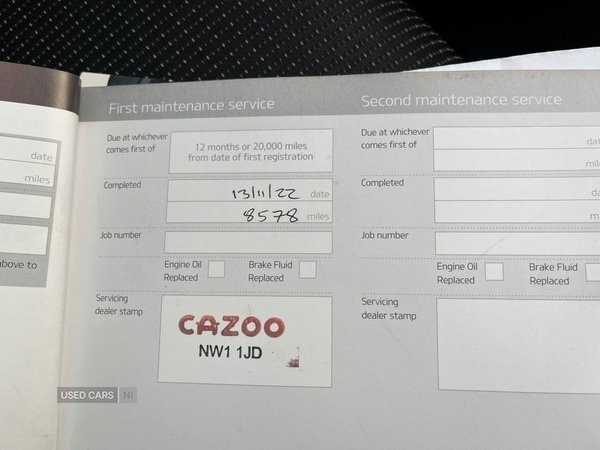 First maintenance service
Due at whichever
comes first of
12 months or 20,000 miles
from date of first registration
Completed
13/11/22 date
8578 miles
Job number
Engine Oil
Replaced
Brake Fluid
Replaced
Servicing
dealer stamp
CAZOO
NW1 1JD
Second maintenance service
Due at whichever
comes first of
Completed
Job number
Engine Oil
Replaced
Brake Fluid
Replaced
Servicing
dealer stamp
date
miles
above to
USED CARS NI